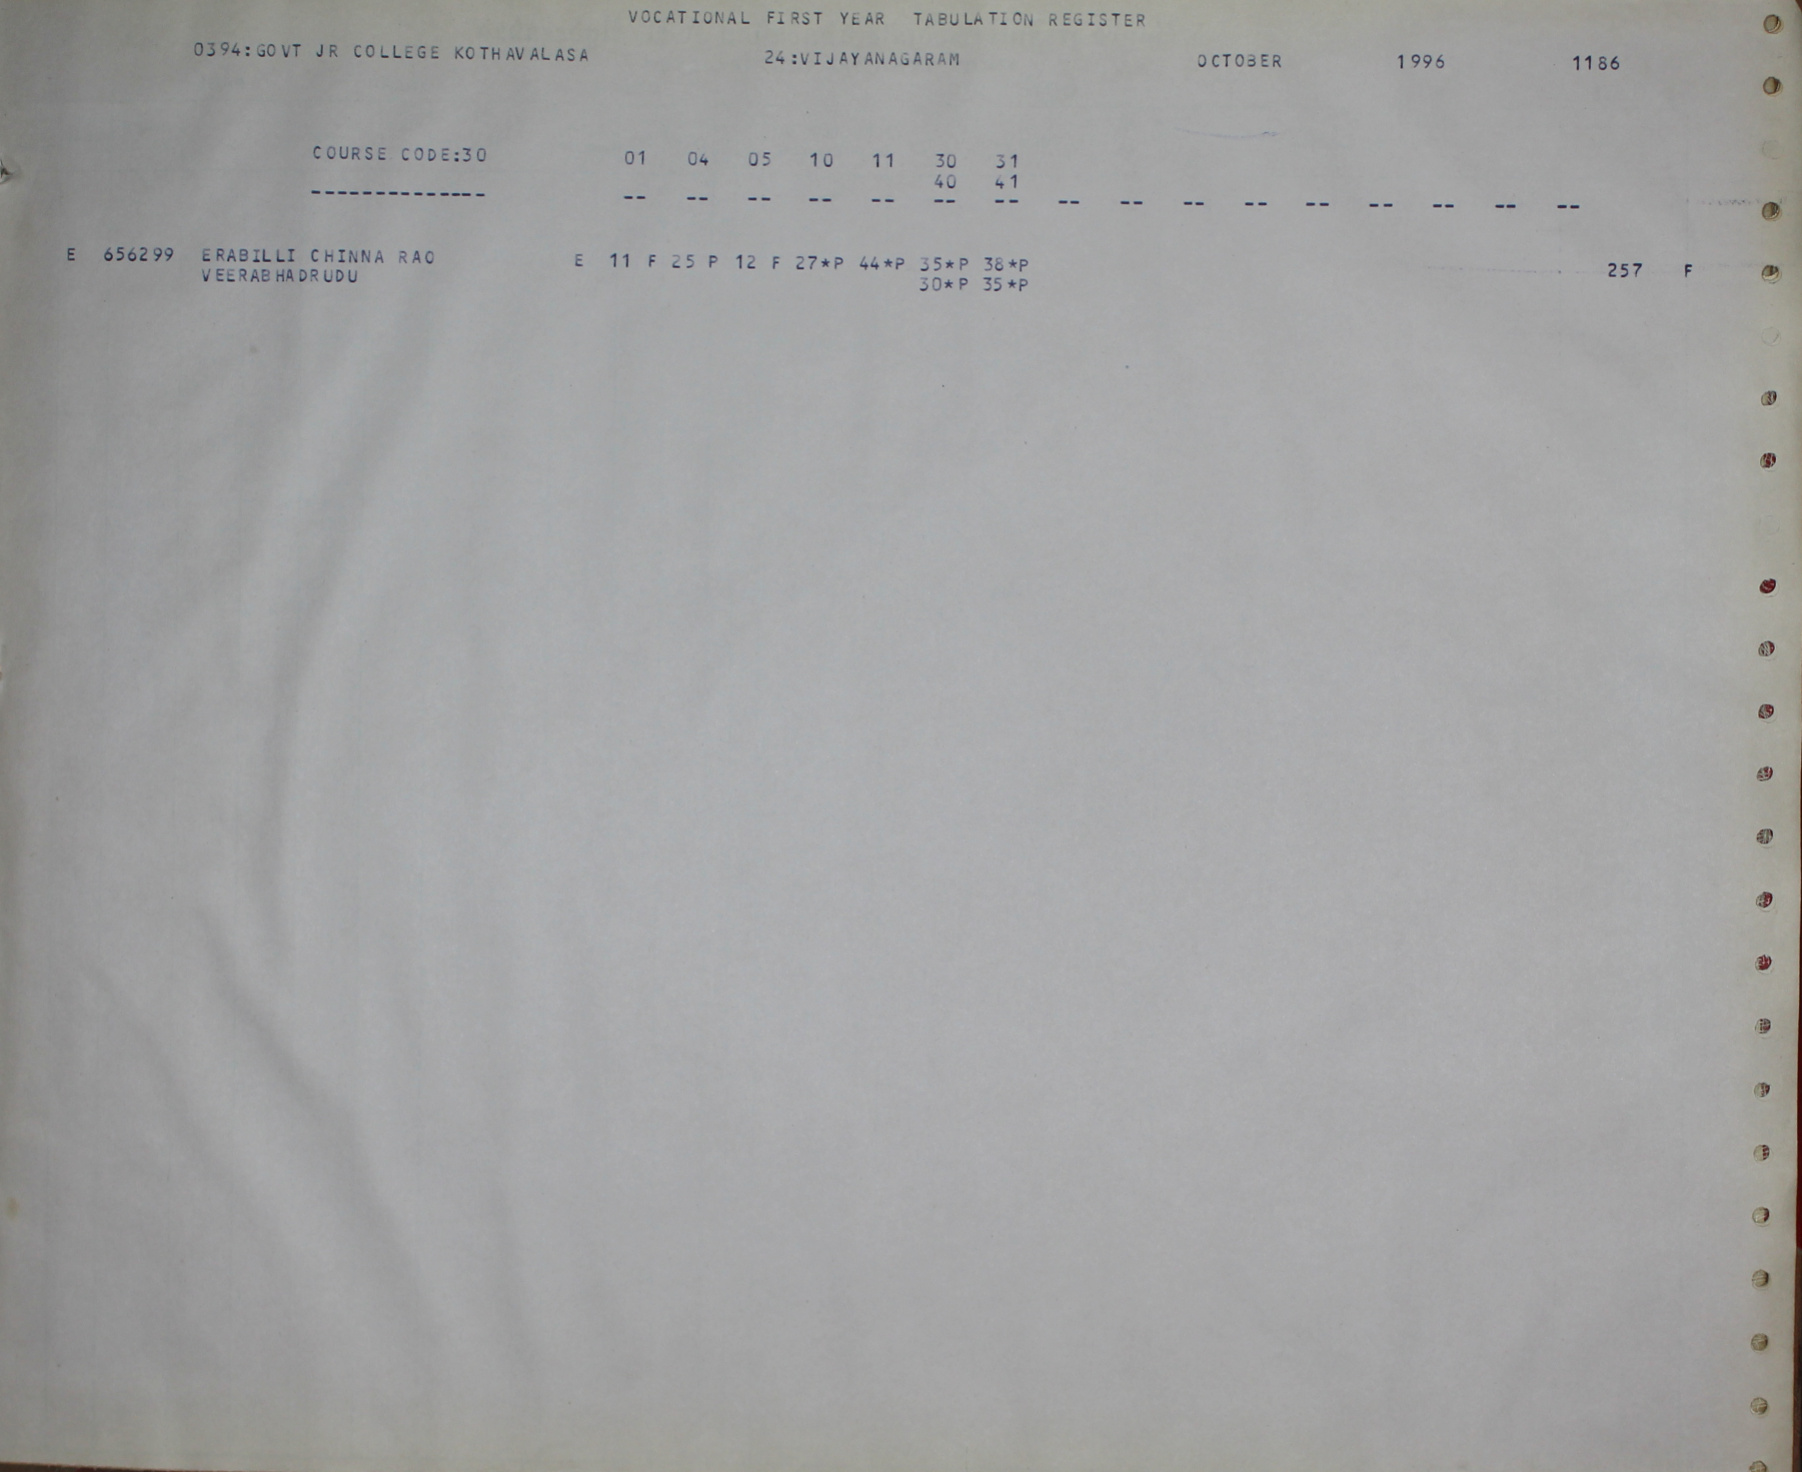 VOCATIONAL FIRST YEAR TABULATION REGISTER
0394:GOVT JR COLLEGE KOTHAVALASA 24:VIJAYANAGARAM OCTOBER 1996 1186
COURSE CODE:30 01 04 05 10 11 30 31
40 41
-------------- -- -- -- -- -- -- -- -- -- -- -- -- -- -- -- --
E 656299 ERABILLI CHINNA RAO E 11 F 25 P 12 F 27*P 44*P 35*P 38*P 257 F
VEERABHADRUDU 30*P 35*P